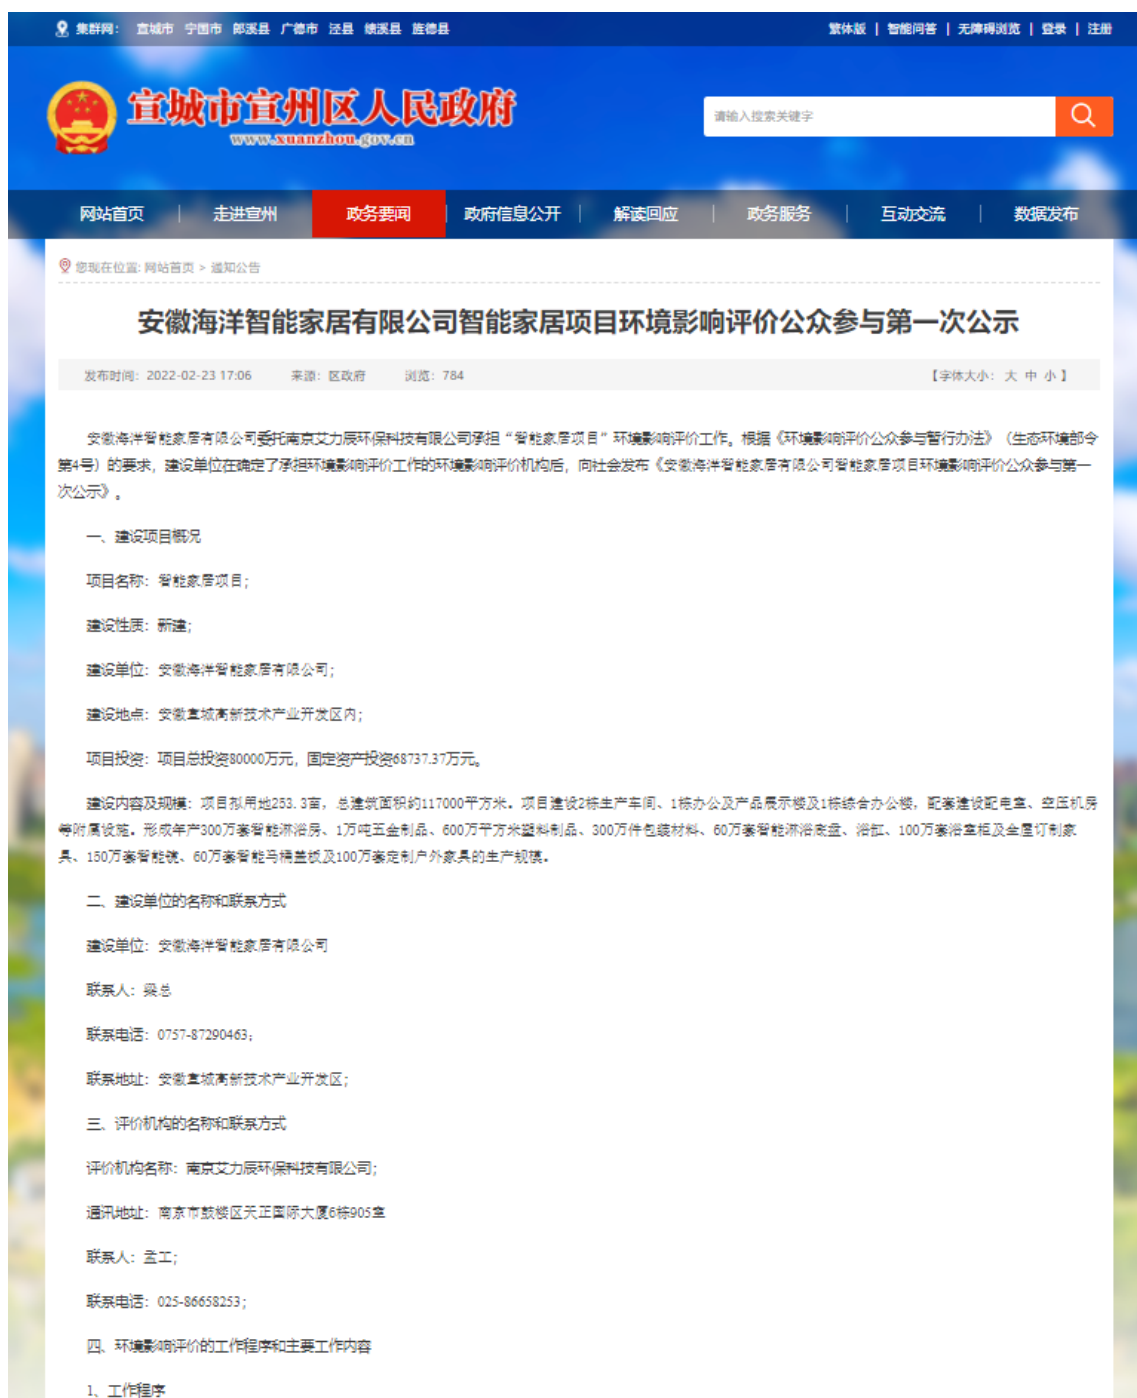 集群网： 宣城市 宁国市 郎溪县 广德市 泾县 绩溪县 旌德县 繁体版 | 智能问答 | 无障碍浏览 | 登录 | 注册
宣城市宣州区人民政府
www.xuanzhou.gov.cn
请输入搜索关键字
网站首页 | 走进宣州 政务要闻 | 政府信息公开 | 解读回应 | 政务服务 | 互动交流 | 数据发布
您现在位置: 网站首页 > 通知公告
安徽海洋智能家居有限公司智能家居项目环境影响评价公众参与第一次公示
发布时间：2022-02-23 17:06 来源：区政府 浏览：784 【字体大小：大 中 小】
安徽海洋智能家居有限公司委托南京艾力辰环保科技有限公司承担“智能家居项目”环境影响评价工作。根据《环境影响评价公众参与暂行办法》（生态环境部令
第4号）的要求，建设单位在确定了承担环境影响评价工作的环境影响评价机构后，向社会发布《安徽海洋智能家居有限公司智能家居项目环境影响评价公众参与第一
次公示》。
一、建设项目概况
项目名称：智能家居项目；
建设性质：新建；
建设单位：安徽海洋智能家居有限公司；
建设地点：安徽宣城高新技术产业开发区内；
项目投资：项目总投资80000万元，固定资产投资68737.37万元。
建设内容及规模：项目拟用地253.3亩，总建筑面积约117000平方米。项目建设2栋生产车间、1栋办公及产品展示楼及1栋综合办公楼，配套建设配电室、空压机房
等附属设施。形成年产300万套智能淋浴房、1万吨五金制品、600万平方米塑料制品、300万件包装材料、60万套智能淋浴底盆、浴缸、100万套浴室柜及全屋订制家
具、150万套智能镜、60万套智能马桶盖板及100万套定制户外家具的生产规模。
二、建设单位的名称和联系方式
建设单位：安徽海洋智能家居有限公司
联系人：梁总
联系电话：0757-87290463；
联系地址：安徽宣城高新技术产业开发区；
三、评价机构的名称和联系方式
评价机构名称：南京艾力辰环保科技有限公司；
通讯地址：南京市鼓楼区天正国际大厦6栋905室
联系人：孟工；
联系电话：025-86658253；
四、环境影响评价的工作程序和主要工作内容
1、工作程序